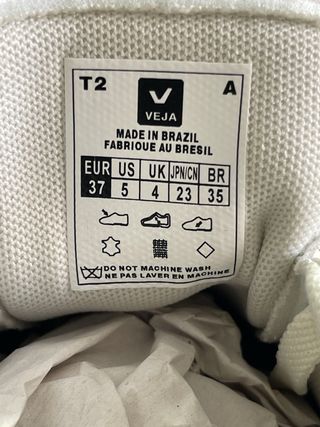 T2 V A
VEJA
MADE IN BRAZIL
FABRIQUE AU BRESIL
EUR US UK JPN/CN BR
37 5 4 23 35
DO NOT MACHINE WASH
NE PAS LAVER EN MACHINE